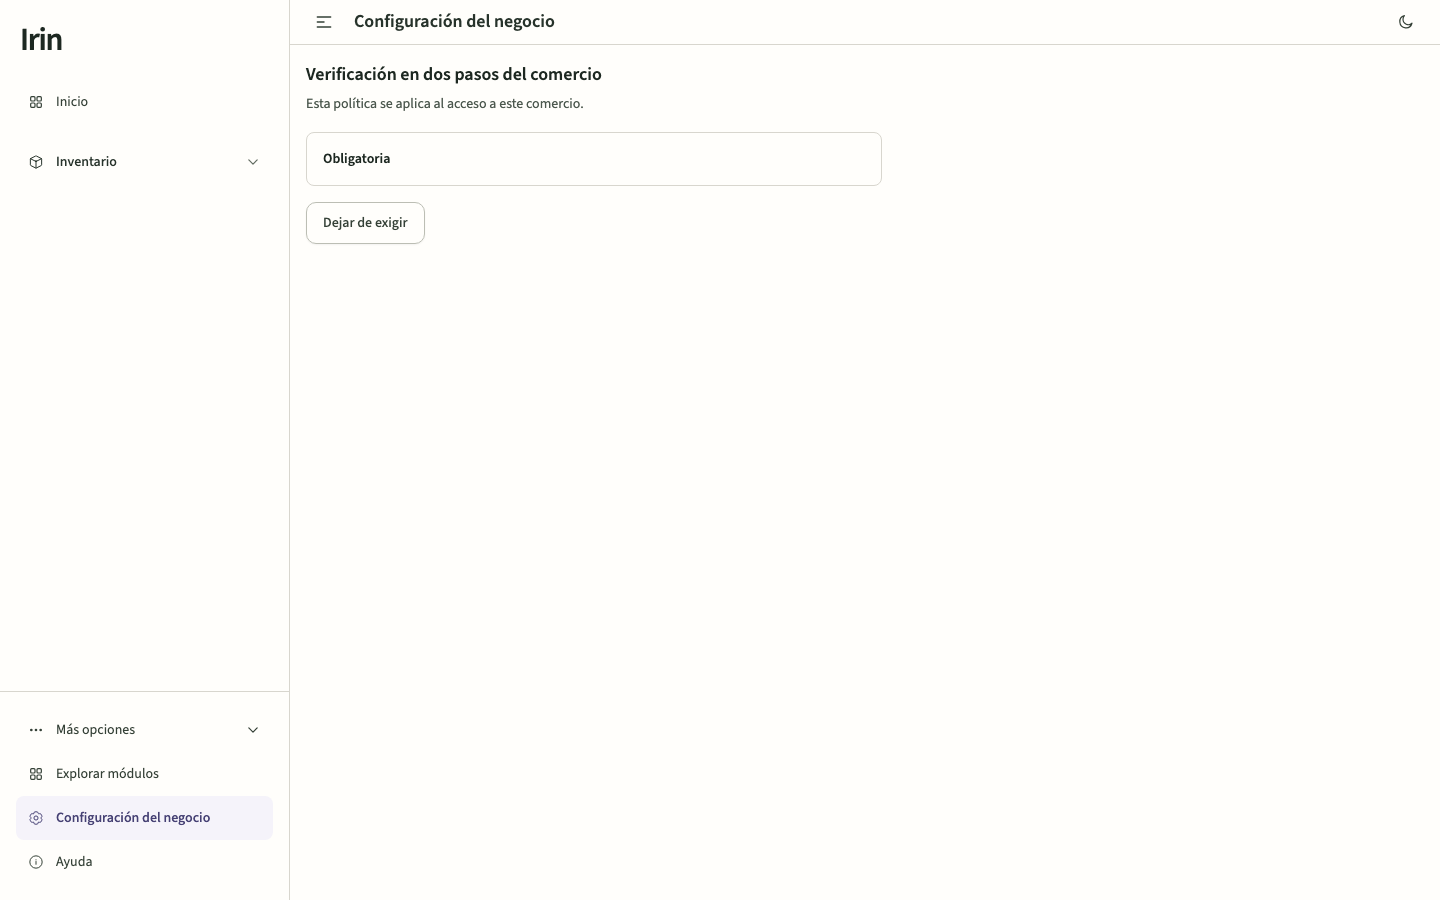 Irin
Inicio
Inventario
Más opciones
Explorar módulos
Configuración del negocio
Ayuda
Configuración del negocio
Verificación en dos pasos del comercio
Esta política se aplica al acceso a este comercio.
Obligatoria
Dejar de exigir